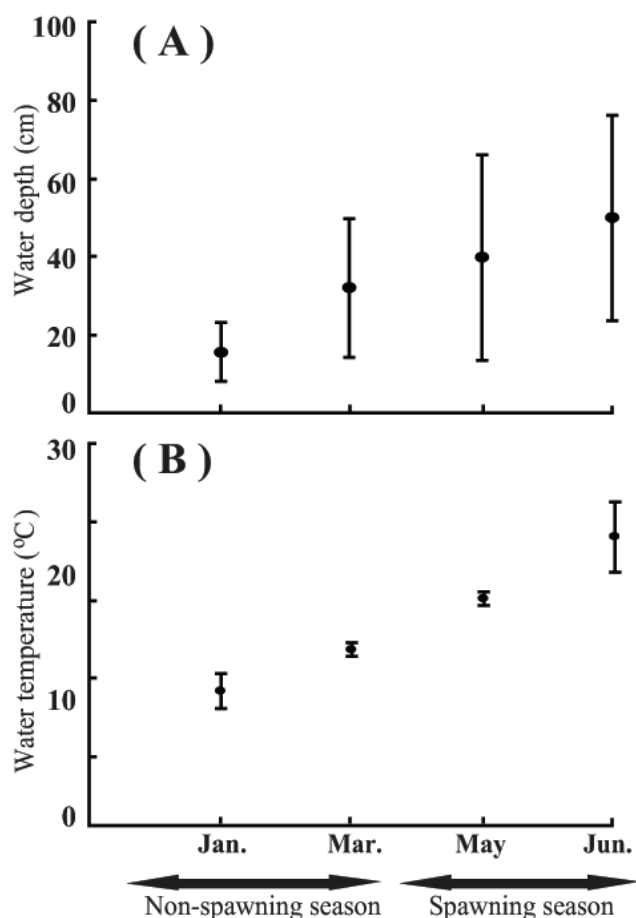 ( A )
100
80
60
40
20
0
Water depth (cm)
( B )
30
20
10
0
Water temperature (°C)
Jan. Mar. May Jun.
Non-spawning season Spawning season